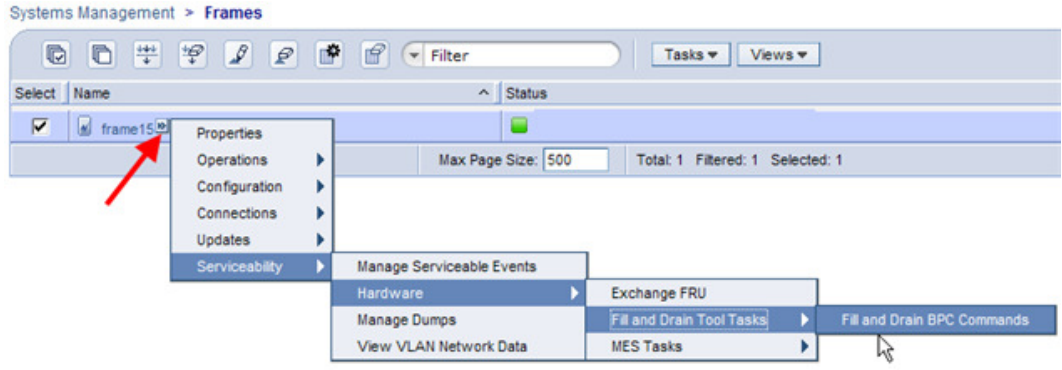 Systems Management > Frames
Filter Tasks Views
Select Name Status
frame15
Properties
Operations
Max Page Size: 500 Total: 1 Filtered: 1 Selected: 1
Configuration
Connections
Updates
Serviceability Manage Serviceable Events
Hardware Exchange FRU
Manage Dumps Fill and Drain Tool Tasks Fill and Drain BPC Commands
View VLAN Network Data MES Tasks